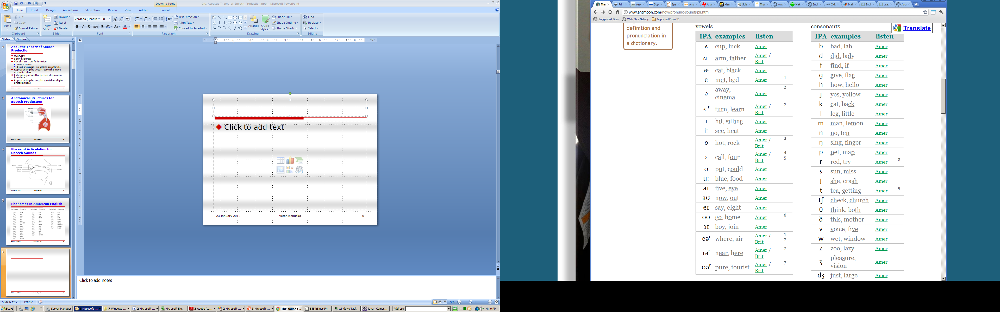 Ch1-Acoustic_Theory_of_Speech_Production.pptx - Microsoft PowerPoint
Drawing Tools
Home Insert Design Animations Slide Show Review View Add-Ins Format
Paste
Cut
Copy
Format Painter
Clipboard
New Slide
Layout
Reset
Delete
Slides
Verdana (Headin 38
Font
Text Direction
Align Text
Convert to SmartArt
Paragraph
Arrange
Quick Styles
Shape Fill
Shape Outline
Shape Effects
Drawing
Find
Replace
Select
Editing
Slides Outline
2
Acoustic Theory of Speech
Production
Overview
Sound sources
Vocal tract transfer function
Wave equations
Sound propagation in a uniform acoustic tube
Representing the vocal tract with simple
acoustic tubes
Estimating natural frequencies from area
functions
Representing the vocal tract with multiple
uniform tubes
3
Anatomical Structures for
Speech Production
4
Places of Articulation for
Speech Sounds
5
Phonemes in American English
PHONEME EXAMPLE PHONEME EXAMPLE PHONEME EXAMPLE
6
Click to add text
23 January 2012 Veton Këpuska 6
Click to add notes
Slide 6 of 53 "Profile" 70%
Start
Server Manager
Microsoft ...
7 Windows ...
2 Microsoft ...
Microsoft Exc...
2 Adobe Re...
2 Microsoft ...
3 Microsoft ...
The sounds ...
5554:SmartPh...
Windows Task...
Java - Camer...
Address
4:49 PM
www.antimoon.com/how/pronunc-soundsipa.htm
Suggested Sites Web Slice Gallery Imported From IE
Translate
definition and
pronunciation in
a dictionary.
vowels
IPA examples listen
ʌ cup, luck Amer
ɑː arm, father Amer / Brit
æ cat, black Amer
e met, bed Amer 1
ə away, cinema Amer 2
ɜːʳ turn, learn Amer / Brit 2
ɪ hit, sitting Amer
iː see, heat Amer
ɒ hot, rock Amer / Brit 3
ɔː call, four Amer / Brit 4 5
ʊ put, could Amer
uː blue, food Amer
aɪ five, eye Amer
aʊ now, out Amer
eɪ say, eight Amer
oʊ go, home Amer 6
ɔɪ boy, join Amer
eəʳ where, air Amer / Brit 1 7
ɪəʳ near, here Amer / Brit 7
ʊəʳ pure, tourist Amer / Brit 7
consonants
IPA examples listen
b bad, lab Amer
d did, lady Amer
f find, if Amer
g give, flag Amer
h how, hello Amer
j yes, yellow Amer
k cat, back Amer
l leg, little Amer
m man, lemon Amer
n no, ten Amer
ŋ sing, finger Amer
p pet, map Amer
r red, try Amer 8
s sun, miss Amer
ʃ she, crash Amer
t tea, getting Amer 9
tʃ check, church Amer
θ think, both Amer
ð this, mother Amer
v voice, five Amer
w wet, window Amer
z zoo, lazy Amer
ʒ pleasure, vision Amer
dʒ just, large Amer